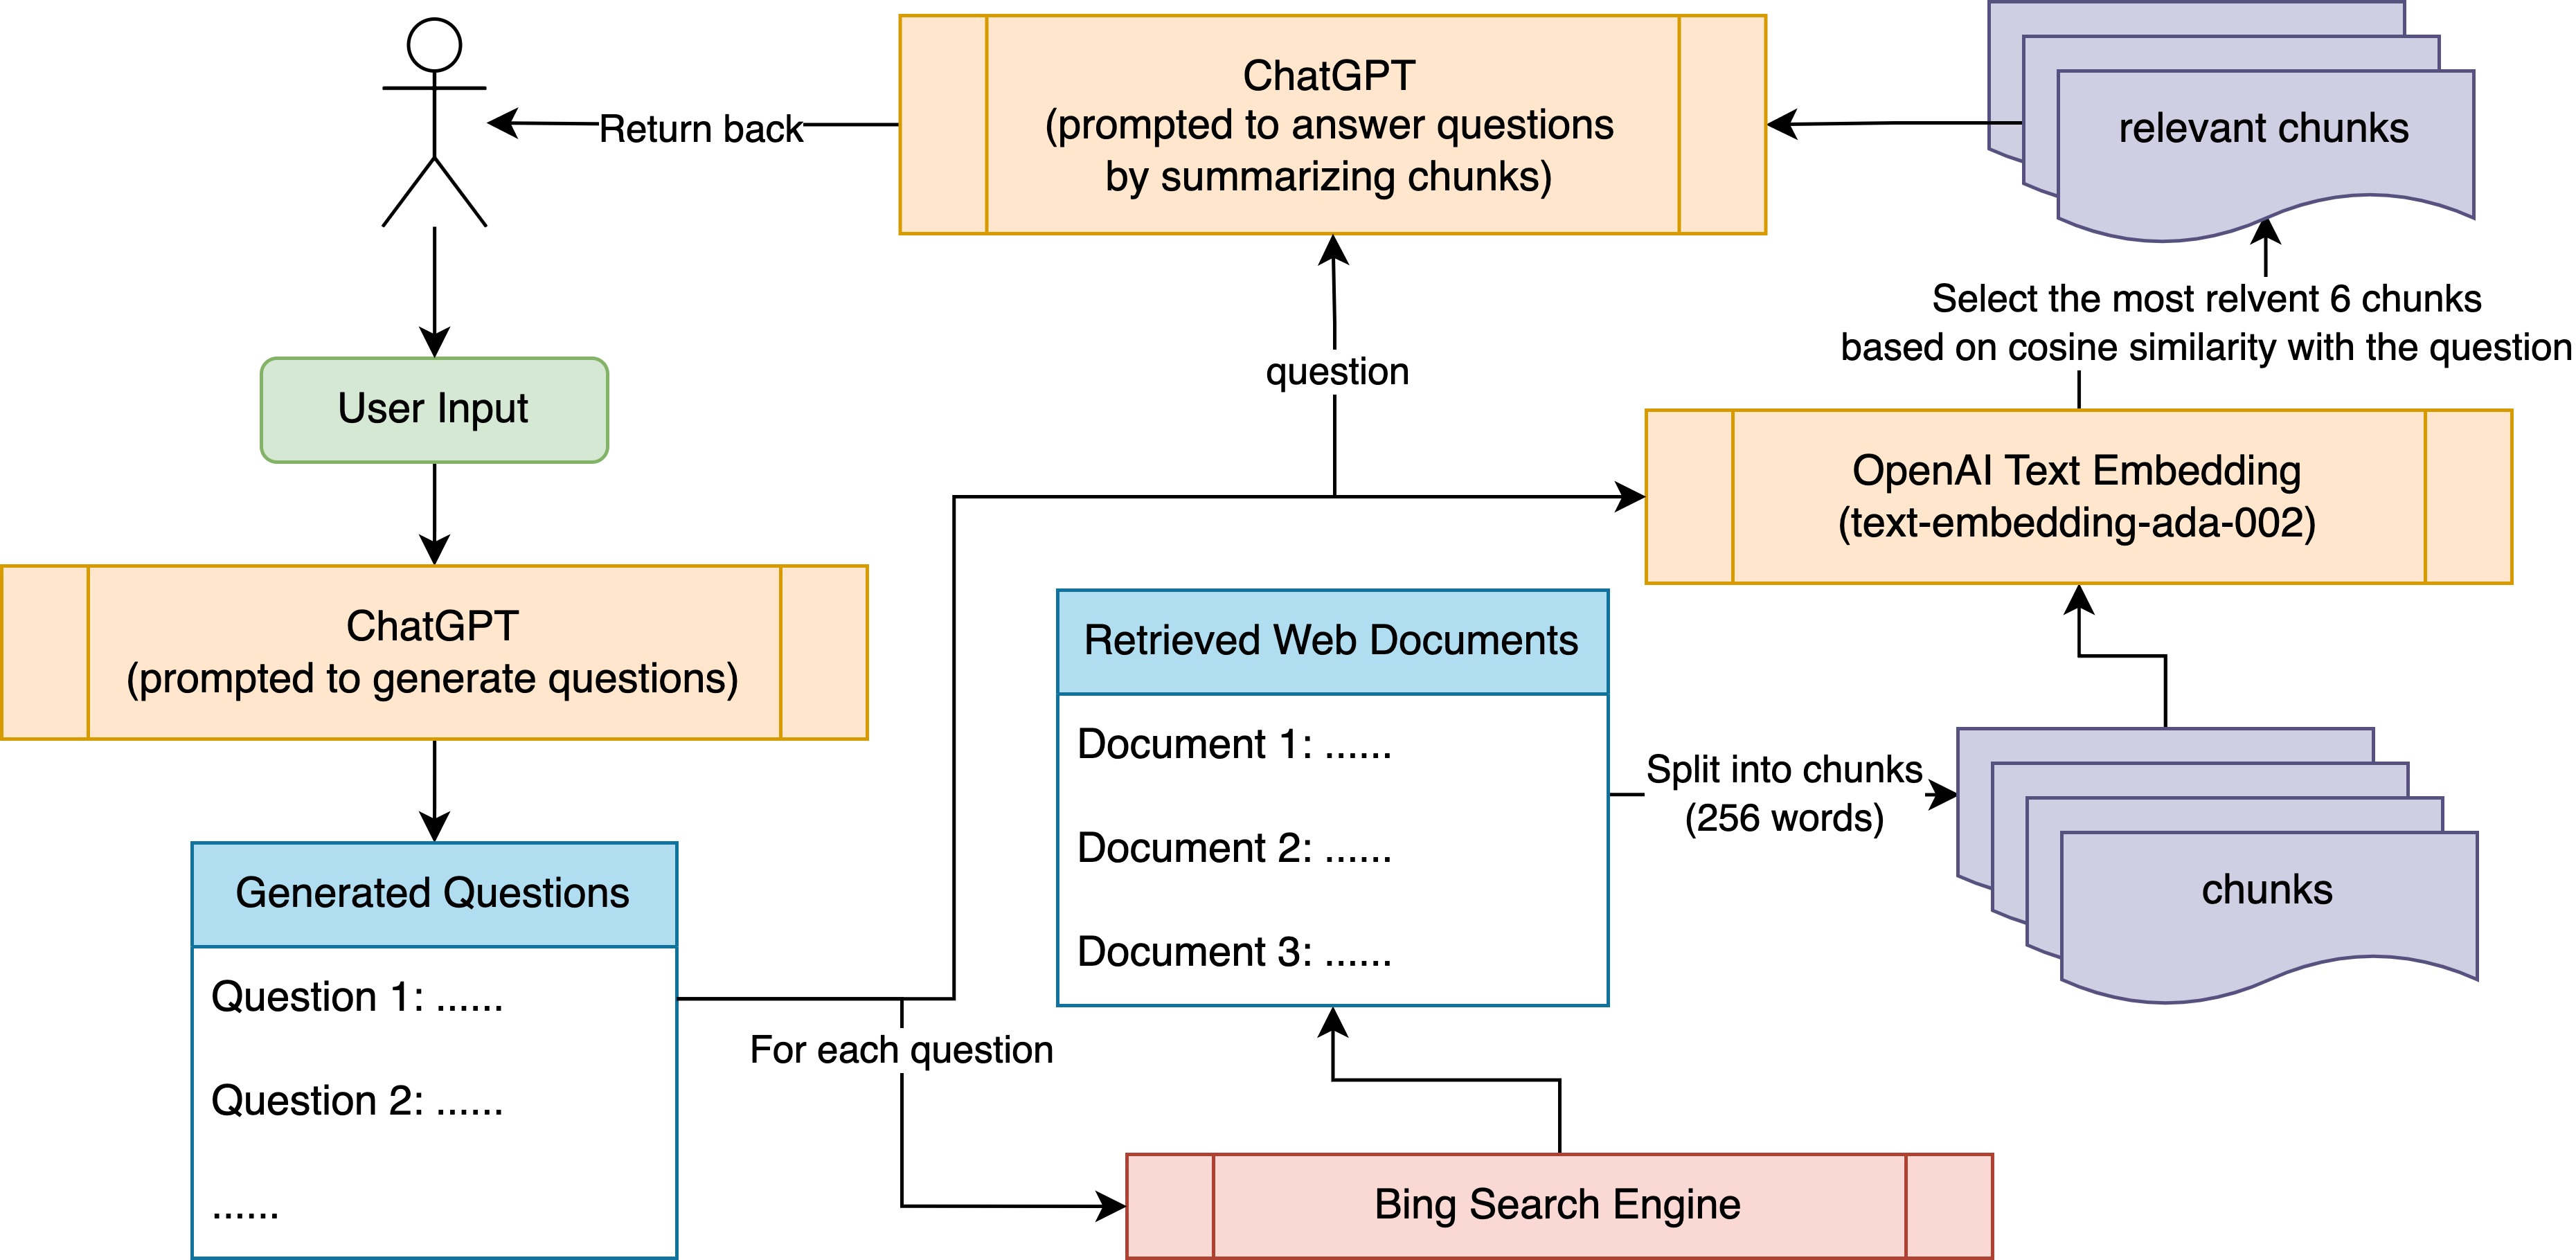 ChatGPT
(prompted to answer questions
by summarizing chunks)
Return back
relevant chunks
Select the most relvent 6 chunks
based on cosine similarity with the question
question
User Input
OpenAI Text Embedding
(text-embedding-ada-002)
ChatGPT
(prompted to generate questions)
Retrieved Web Documents
Document 1: ......
Document 2: ......
Document 3: ......
Split into chunks
(256 words)
chunks
Generated Questions
Question 1: ......
Question 2: ......
......
For each question
Bing Search Engine